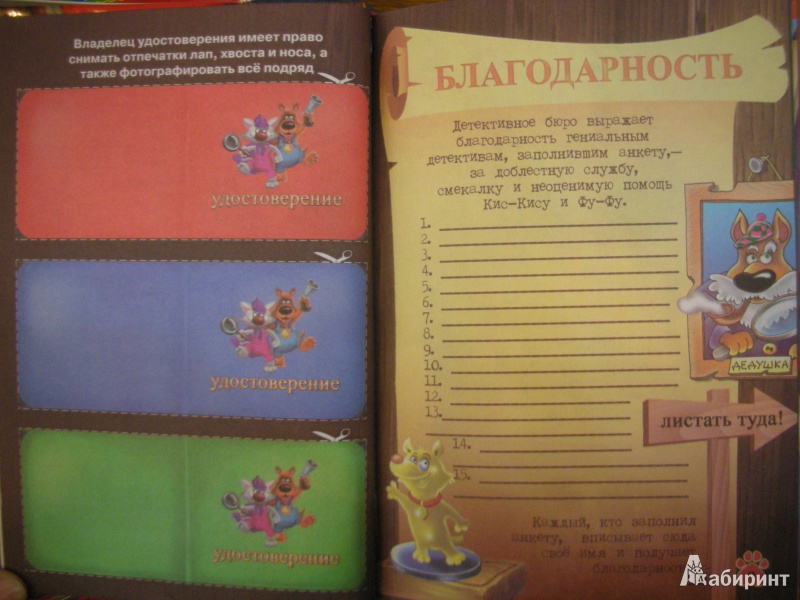 Владелец удостоверения имеет право
снимать отпечатки лап, хвоста и носа, а
также фотографировать всё подряд
удостоверение
удостоверение
удостоверение
БЛАГОДАРНОСТЬ
Детективное бюро выражает
благодарность гениальным
детективам, заполнившим анкету,—
за доблестную службу,
смекалку и неоценимую помощь
Кис-Кису и Фу-Фу.
1.
2.
3.
4.
5.
6.
7.
8.
9.
10.
11.
12.
13.
14.
15.
ДЕДУШКА
листать туда!
Каждый, кто заполнил
анкету, вписывает сюда
своё имя и получает
благодарность
Лабиринт